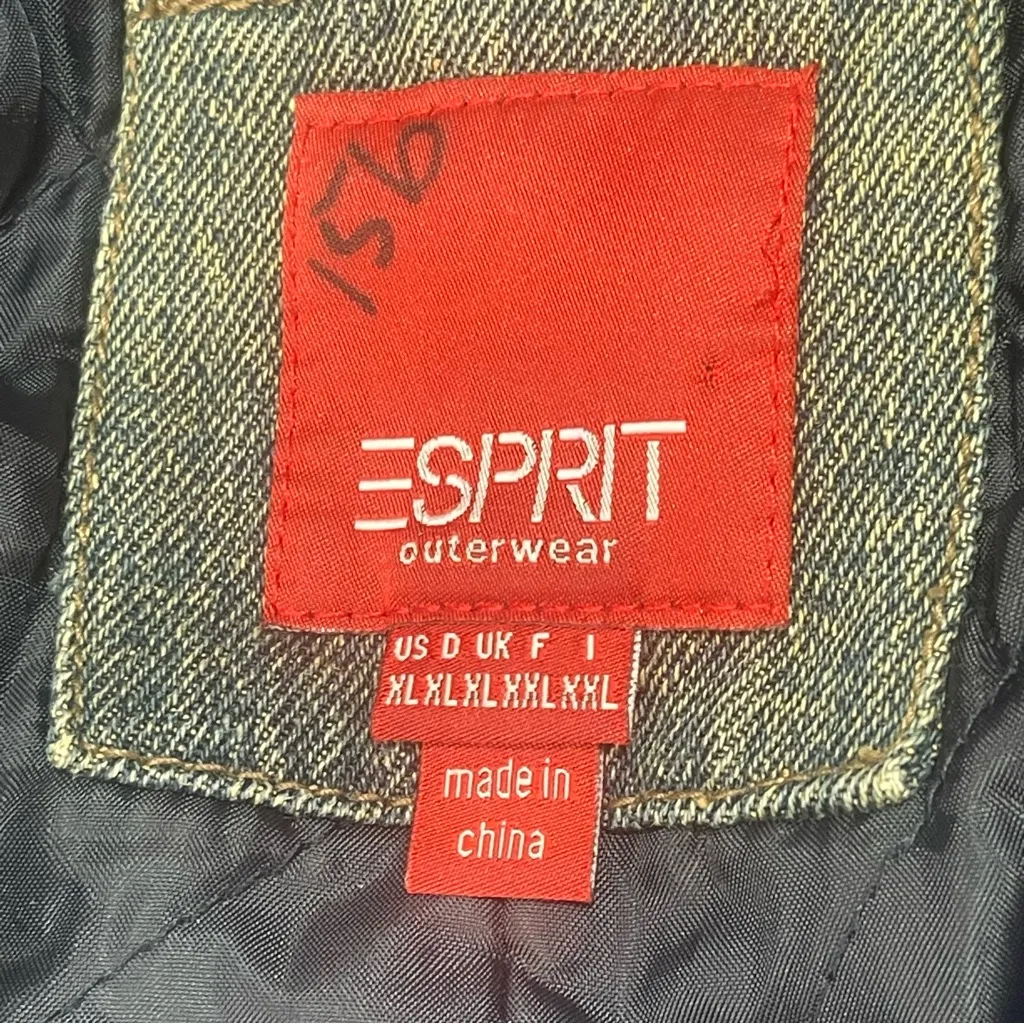 156
ESPRIT
outerwear
US D UK F I
XL XL XL XXL XXL
made in
china